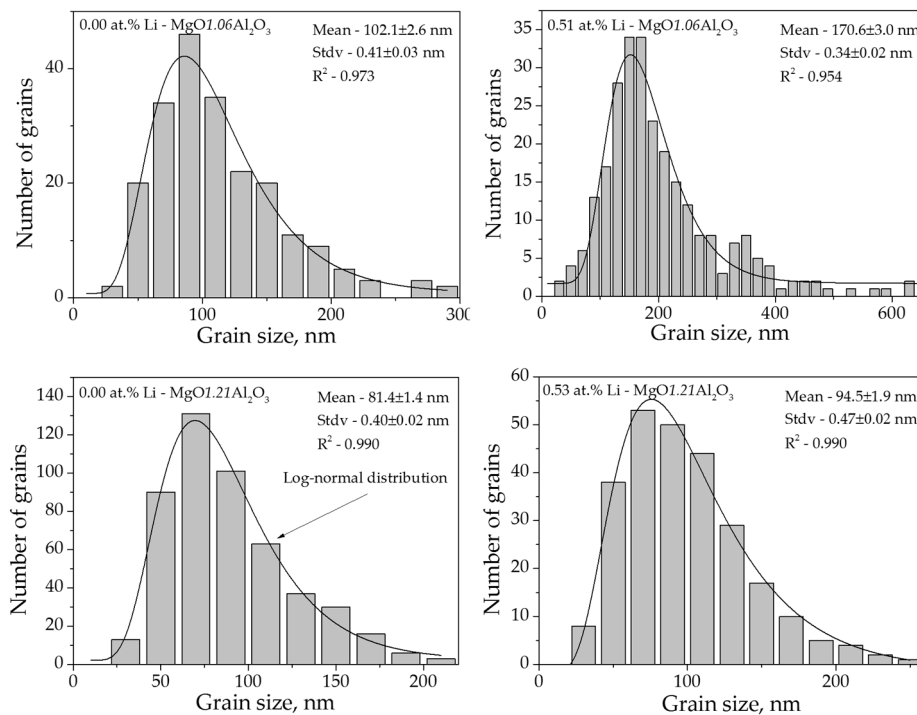 0.00 at.% Li - MgO1.06Al₂O₃
Mean - 102.1±2.6 nm
Stdv - 0.41±0.03 nm
R² - 0.973
Number of grains
40
20
0
0
100
200
300
Grain size, nm
0.51 at.% Li - MgO1.06Al₂O₃
Mean - 170.6±3.0 nm
Stdv - 0.34±0.02 nm
R² - 0.954
Number of grains
35
30
25
20
15
10
5
0
0
200
400
600
Grain size, nm
0.00 at.% Li - MgO1.21Al₂O₃
Mean - 81.4±1.4 nm
Stdv - 0.40±0.02 nm
R² - 0.990
Log-normal distribution
Number of grains
130
100
80
60
40
20
0
50
100
150
200
Grain size, nm
0.53 at.% Li - MgO1.21Al₂O₃
Mean - 94.5±1.9 nm
Stdv - 0.47±0.02 nm
R² - 0.990
Number of grains
60
50
40
30
20
10
0
0
100
200
Grain size, nm